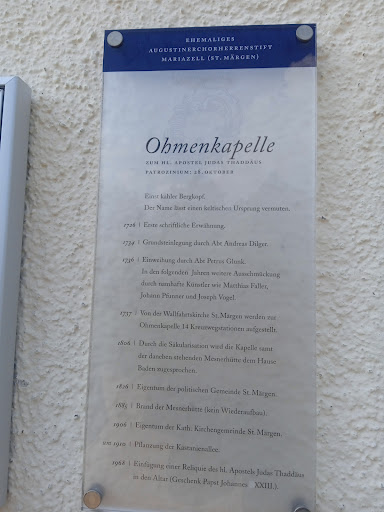 EHEMALIGES
AUGUSTINERCHORHERRENSTIFT
MARIAZELL (ST. MÄRGEN)
Ohmenkapelle
ZUM HL. APOSTEL JUDAS THADDÄUS
PATROZINIUM: 28. OKTOBER
Einst kahler Bergkopf.
Der Name lässt einen keltischen Ursprung vermuten.
1726 | Erste schriftliche Erwähnung.
1734 | Grundsteinlegung durch Abt Andreas Dilger.
1736 | Einweihung durch Abt Petrus Glunk.
In den folgenden Jahren weitere Ausschmückung
durch namhafte Künstler wie Matthias Faller,
Johann Pfunner und Joseph Vogel.
1757 | Von der Wallfahrtskirche St. Märgen werden zur
Ohmenkapelle 14 Kreuzwegstationen aufgestellt.
1806 | Durch die Säkularisation wird die Kapelle samt
der daneben stehenden Mesnerhütte dem Hause
Baden zugesprochen.
1826 | Eigentum der politischen Gemeinde St. Märgen.
1885 | Brand der Mesnerhütte (kein Wiederaufbau).
1906 | Eigentum der Kath. Kirchengemeinde St. Märgen.
um 1910 | Pflanzung der Kastanienallee.
1968 | Einfügung einer Reliquie des hl. Apostels Judas Thaddäus
in den Altar (Geschenk Papst Johannes XXIII.).